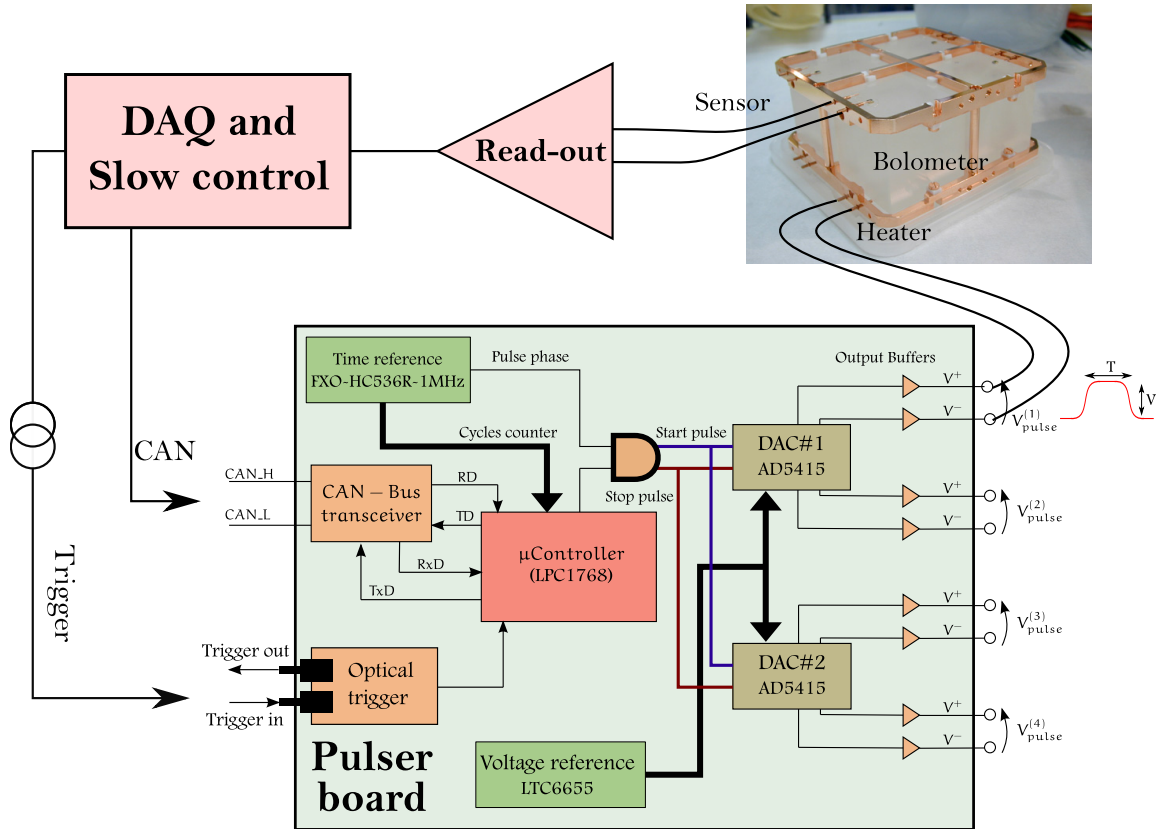 DAQ and
Slow control
Read-out
Sensor
Bolometer
Heater
CAN
Trigger
Time reference
FXO-HC536R-1MHz
Pulse phase
Cycles counter
Output Buffers
CAN_H
CAN_L
CAN – Bus
transceiver
RD
TD
RxD
TxD
µController
(LPC1768)
Start pulse
Stop pulse
DAC#1
AD5415
DAC#2
AD5415
V+
V−
V(1)pulse
V+
V−
V(2)pulse
V+
V−
V(3)pulse
V+
V−
V(4)pulse
T
V
Trigger out
Trigger in
Optical
trigger
Voltage reference
LTC6655
Pulser
board